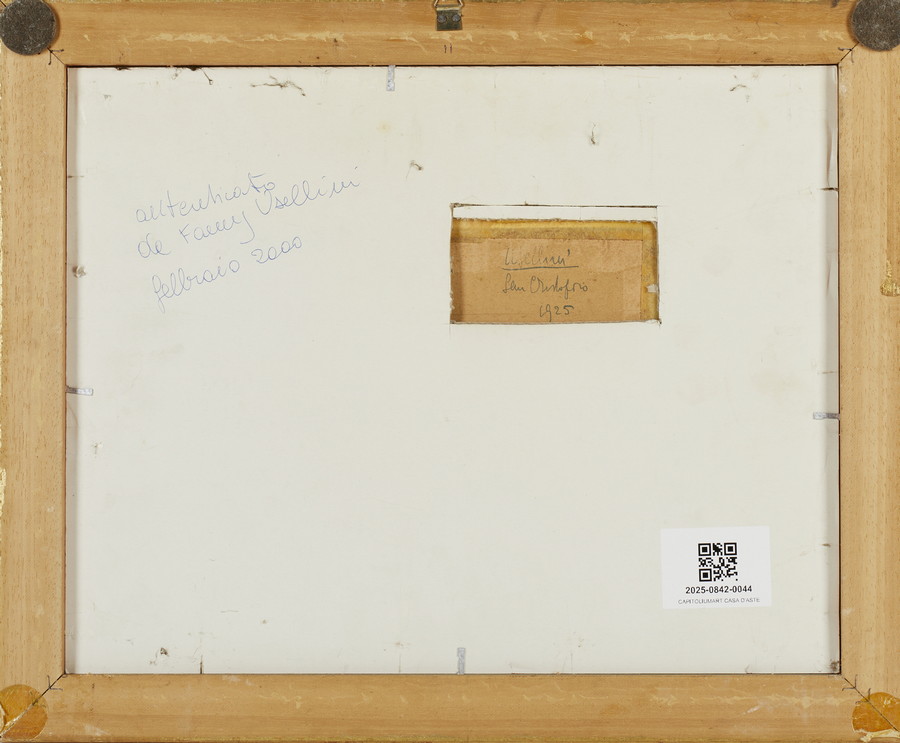 autenticato
da Fanny Usellini
febbraio 2000
Usellini
San Cristoforo
1925
2025-0842-0044
CAPITOLIUMART CASA D'ASTE